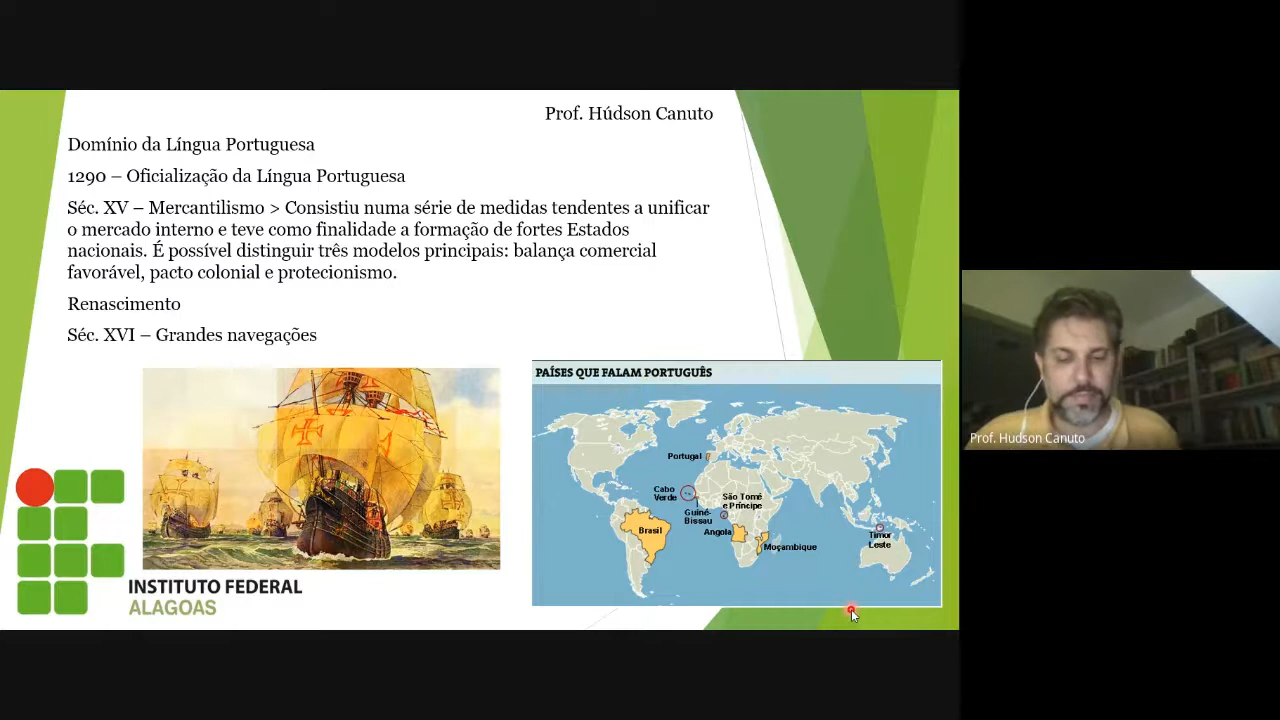 Prof. Húdson Canuto
Domínio da Língua Portuguesa
1290 – Oficialização da Língua Portuguesa
Séc. XV – Mercantilismo > Consistiu numa série de medidas tendentes a unificar
o mercado interno e teve como finalidade a formação de fortes Estados
nacionais. É possível distinguir três modelos principais: balança comercial
favorável, pacto colonial e protecionismo.
Renascimento
Séc. XVI – Grandes navegações
PAÍSES QUE FALAM PORTUGUÊS
Portugal
Cabo
Verde
São Tomé
e Príncipe
Guiné-
Bissau
Brasil
Angola
Moçambique
Timor
Leste
INSTITUTO FEDERAL
ALAGOAS
Prof. Hudson Canuto